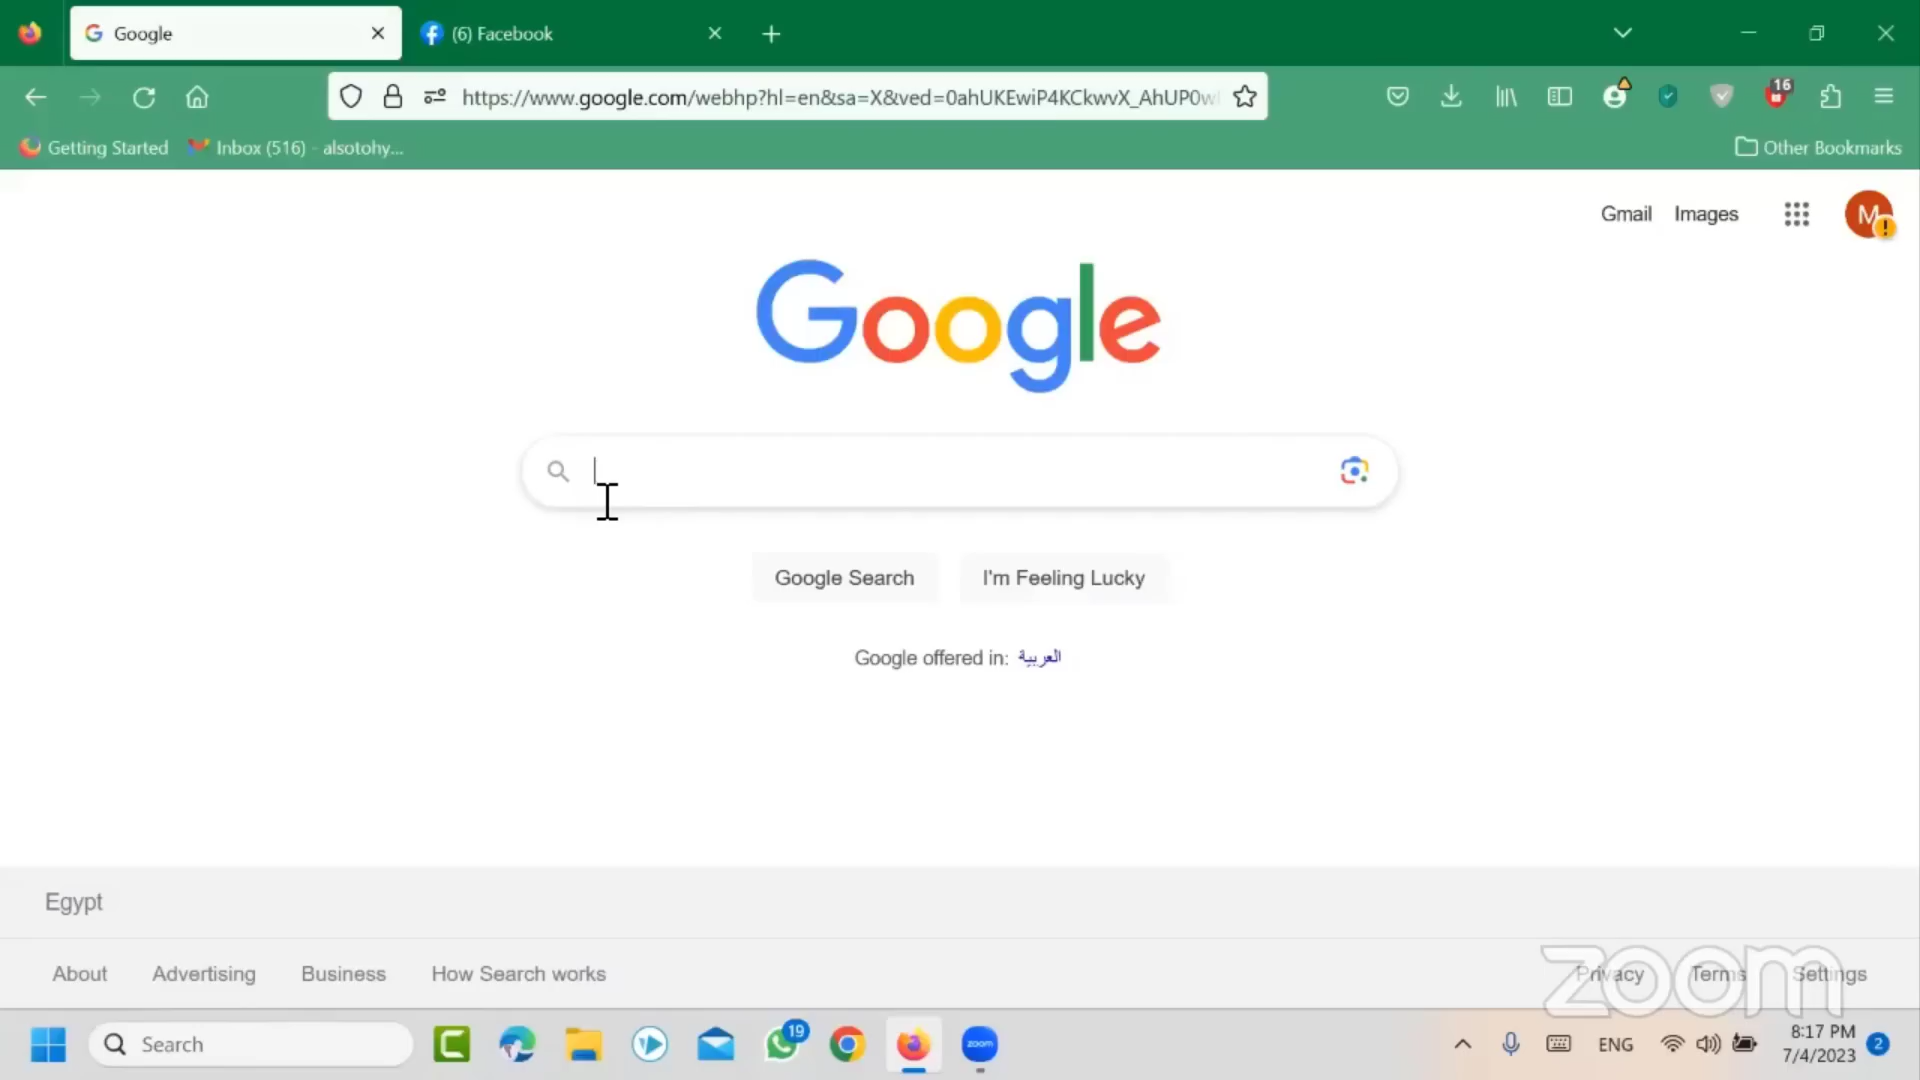 Google
(6) Facebook
https://www.google.com/webhp?hl=en&sa=X&ved=0ahUKEwiP4KCkwvX_AhUP0w
16
Getting Started
Inbox (516) - alsotohy...
Other Bookmarks
Gmail
Images
M
Google
Google Search
I'm Feeling Lucky
Google offered in: العربية
Egypt
About
Advertising
Business
How Search works
Privacy
Terms
Settings
zoom
Search
19
zoom
ENG
8:17 PM
7/4/2023
2